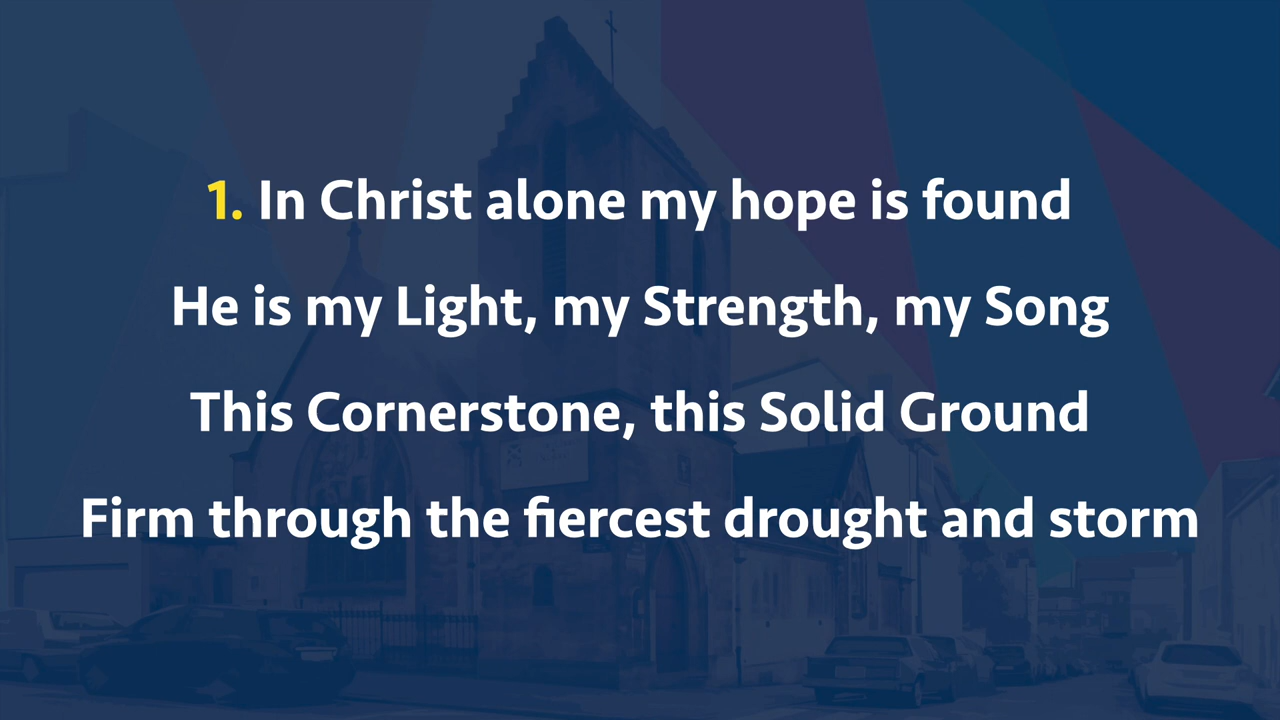 1. In Christ alone my hope is found
He is my Light, my Strength, my Song
This Cornerstone, this Solid Ground
Firm through the fiercest drought and storm